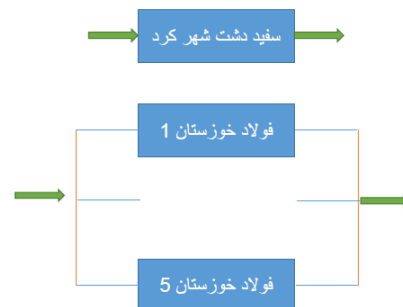 سفید دشت شهر کرد
فولاد خوزستان 1
فولاد خوزستان 5